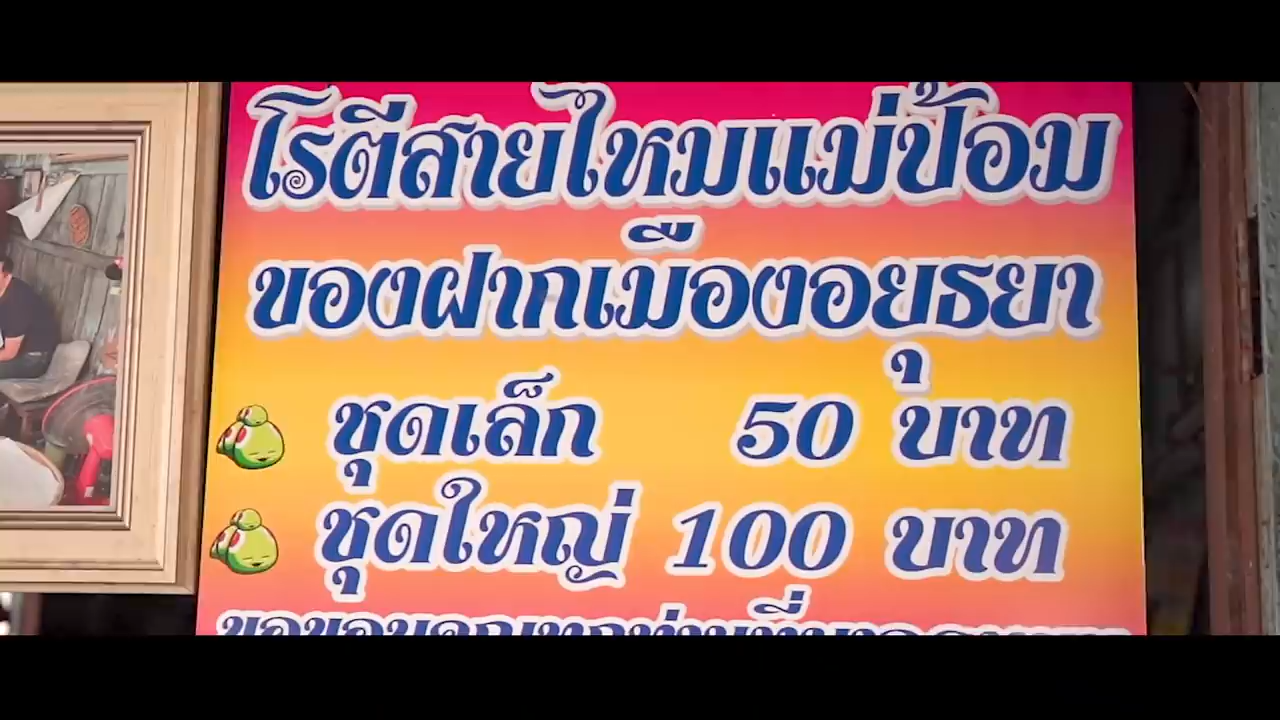 โรตีสายไหมแม่ป้อม
ของฝากเมืองอยุธยา
ชุดเล็ก 50 บาท
ชุดใหญ่ 100 บาท